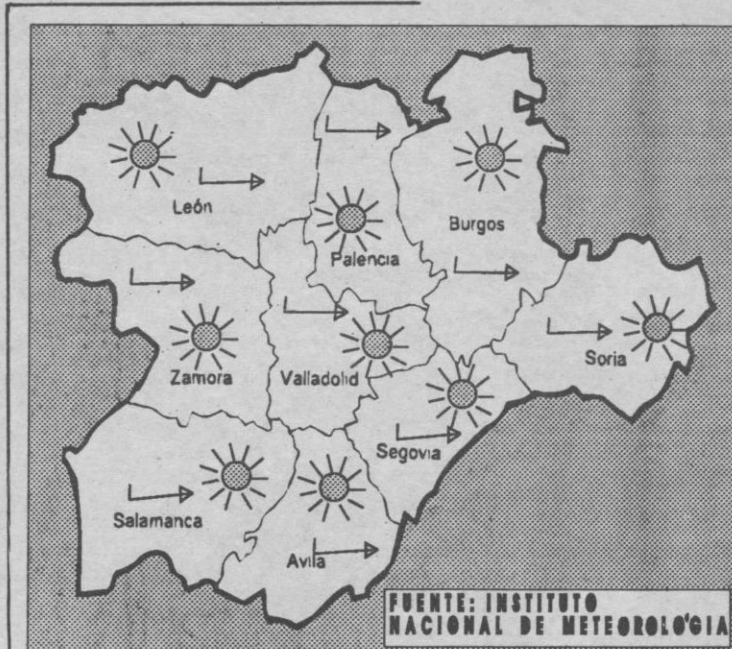 León
Burgos
Palencia
Soria
Zamora
Valladolid
Segovia
Salamanca
Avila
FUENTE: INSTITUTO
NACIONAL DE METEOROLOGIA